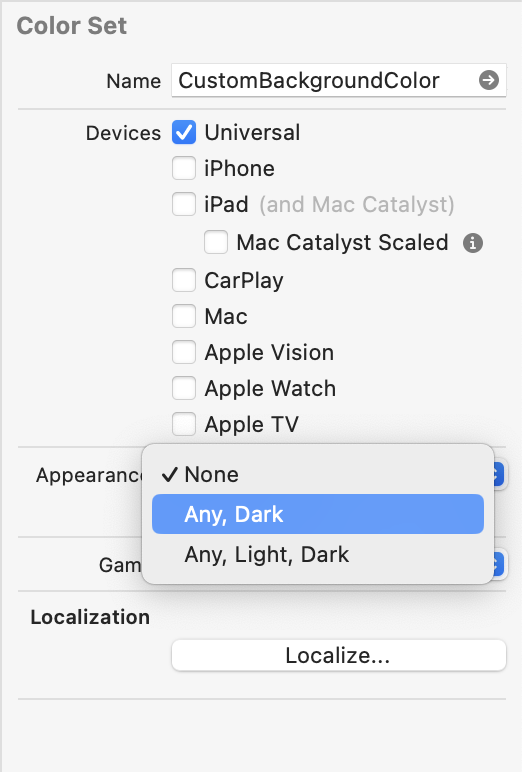 Color Set
Name CustomBackgroundColor
Devices Universal
iPhone
iPad (and Mac Catalyst)
Mac Catalyst Scaled
CarPlay
Mac
Apple Vision
Apple Watch
Apple TV
Appearanc
None
Any, Dark
Any, Light, Dark
Gam
Localization
Localize...